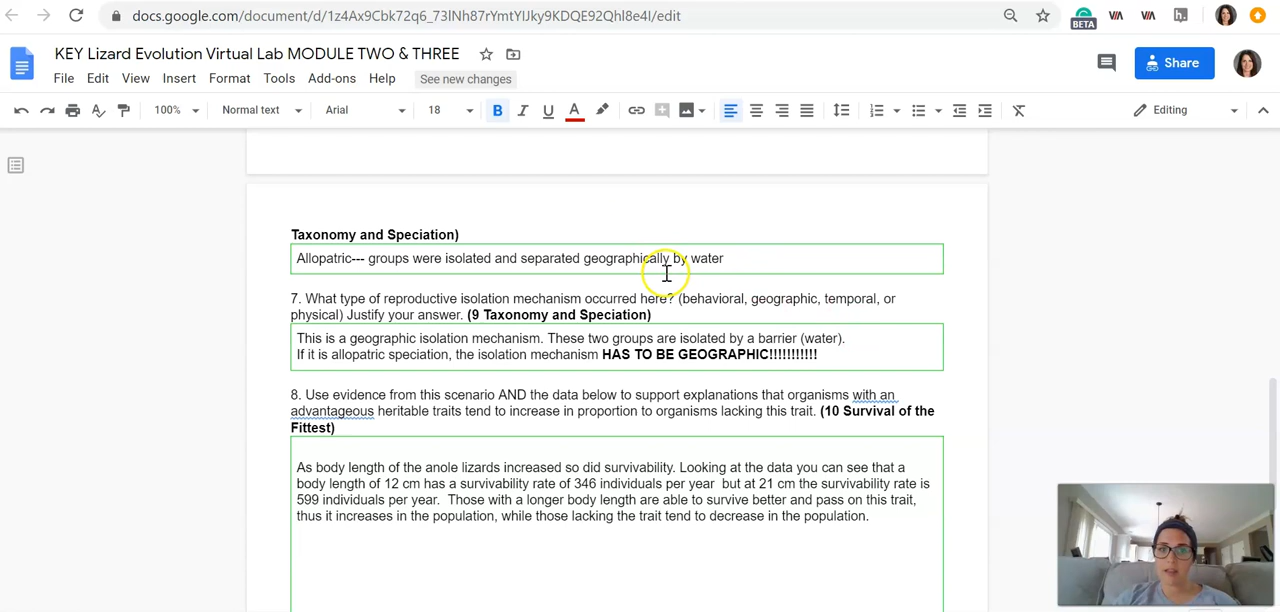 docs.google.com/document/d/1z4Ax9Cbk72q6_73lNh87rYmtYIJky9KDQE92Qhl8e4I/edit
BETA
KEY Lizard Evolution Virtual Lab MODULE TWO & THREE
Share
File Edit View Insert Format Tools Add-ons Help See new changes
100% Normal text Arial 18 B I U A Editing
Taxonomy and Speciation)
Allopatric--- groups were isolated and separated geographically by water
7. What type of reproductive isolation mechanism occurred here? (behavioral, geographic, temporal, or
physical) Justify your answer. (9 Taxonomy and Speciation)
This is a geographic isolation mechanism. These two groups are isolated by a barrier (water).
If it is allopatric speciation, the isolation mechanism HAS TO BE GEOGRAPHIC!!!!!!!!!!!
8. Use evidence from this scenario AND the data below to support explanations that organisms with an
advantageous heritable traits tend to increase in proportion to organisms lacking this trait. (10 Survival of the
Fittest)
As body length of the anole lizards increased so did survivability. Looking at the data you can see that a
body length of 12 cm has a survivability rate of 346 individuals per year but at 21 cm the survivability rate is
599 individuals per year. Those with a longer body length are able to survive better and pass on this trait,
thus it increases in the population, while those lacking the trait tend to decrease in the population.